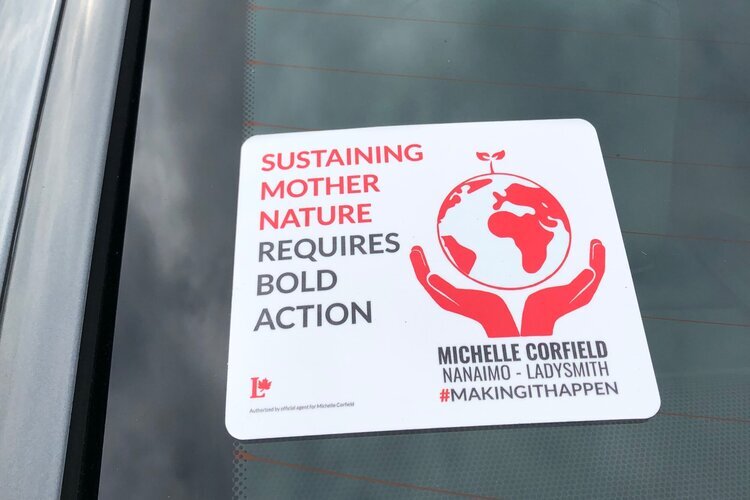 SUSTAINING
MOTHER
NATURE
REQUIRES
BOLD
ACTION
MICHELLE CORFIELD
NANAIMO - LADYSMITH
#MAKINGITHAPPEN
L
Authorized by official agent for Michelle Corfield